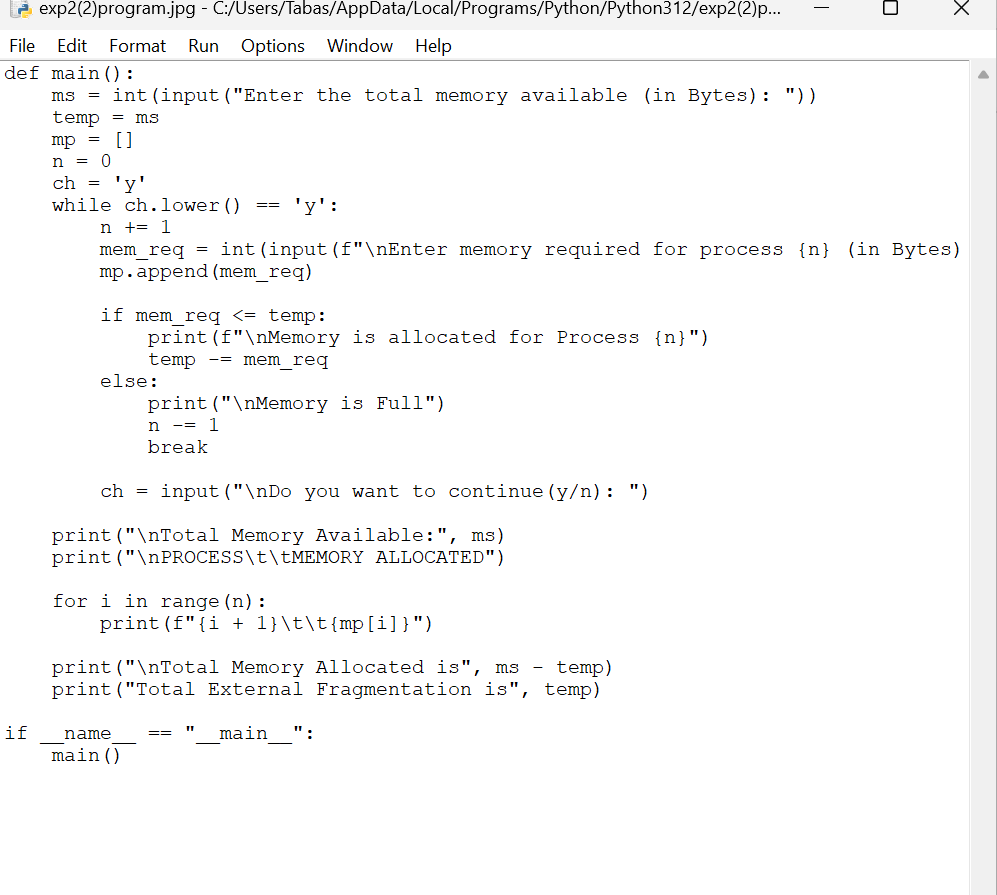 exp2(2)program.jpg - C:/Users/Tabas/AppData/Local/Programs/Python/Python312/exp2(2)p...
File Edit Format Run Options Window Help
def main():
    ms = int(input("Enter the total memory available (in Bytes): "))
    temp = ms
    mp = []
    n = 0
    ch = 'y'
    while ch.lower() == 'y':
        n += 1
        mem_req = int(input(f"\nEnter memory required for process {n} (in Bytes)
        mp.append(mem_req)

        if mem_req <= temp:
            print(f"\nMemory is allocated for Process {n}")
            temp -= mem_req
        else:
            print("\nMemory is Full")
            n -= 1
            break

        ch = input("\nDo you want to continue(y/n): ")

    print("\nTotal Memory Available:", ms)
    print("\nPROCESS\t\tMEMORY ALLOCATED")

    for i in range(n):
        print(f"{i + 1}\t\t{mp[i]}")

    print("\nTotal Memory Allocated is", ms - temp)
    print("Total External Fragmentation is", temp)

if __name__ == "__main__":
    main()